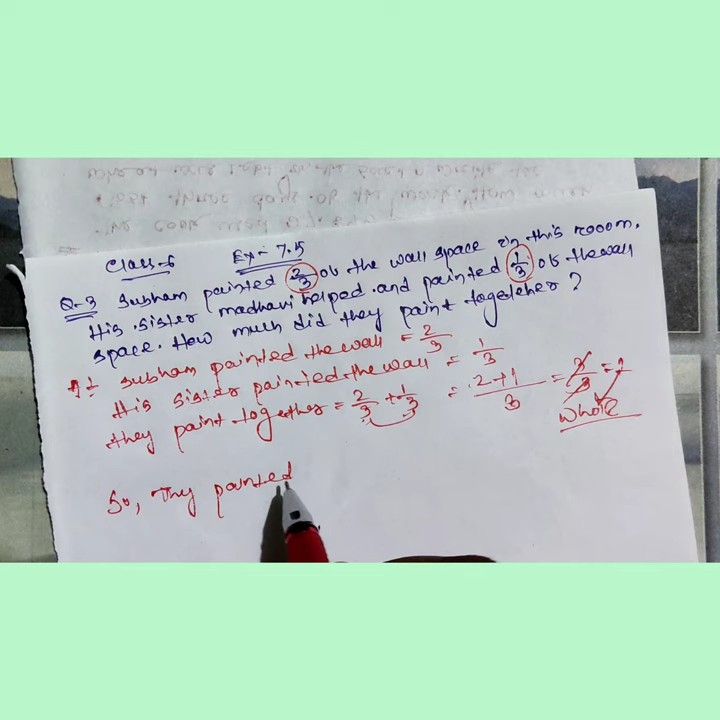 Class-6 Ex- 7.5
Q-3 Subham painted 2/3 of the wall space in this rooom.
His sister madhavi helped and painted 1/3 of the wall
space. How much did they paint together?
Subham painted the wall = 2/3
His sister painted the wall = 1/3
they paint together = 2/3 + 1/3 = 2+1/3 = 3/3 = 1
whole
So, They painted